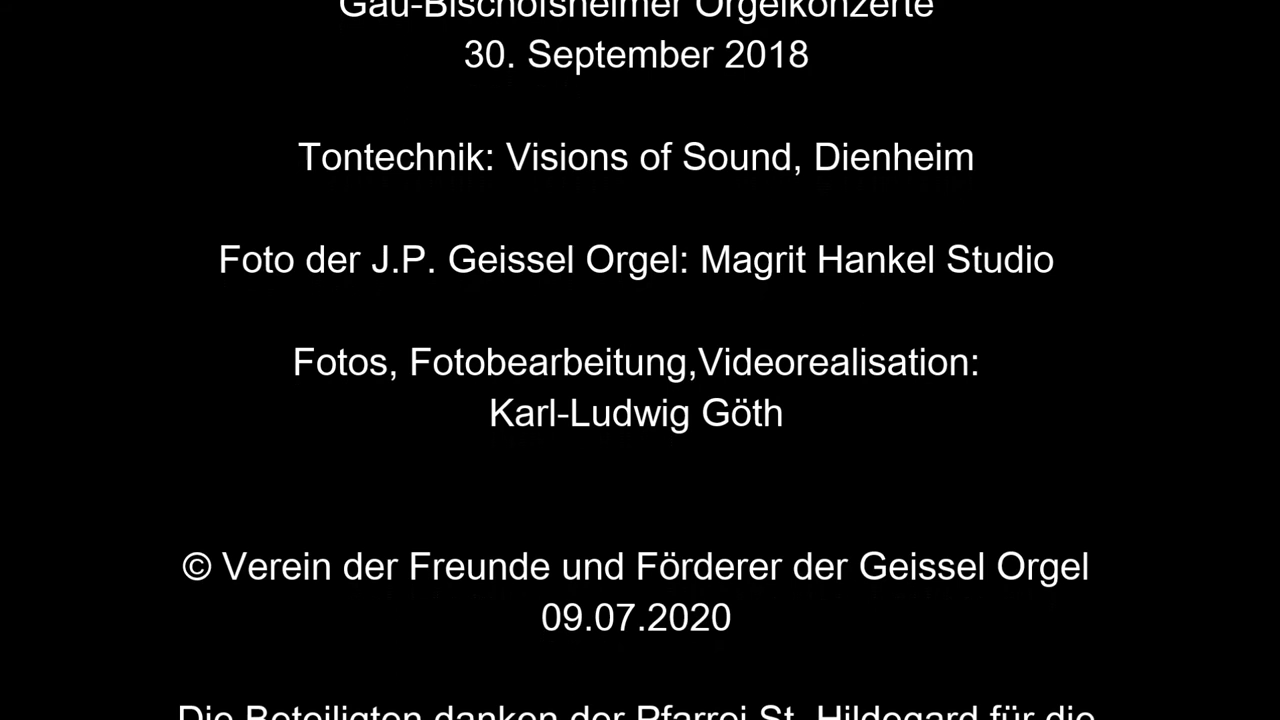 Gau-Bischofsheimer Orgelkonzerte
30. September 2018
Tontechnik: Visions of Sound, Dienheim
Foto der J.P. Geissel Orgel: Magrit Hankel Studio
Fotos, Fotobearbeitung,Videorealisation:
Karl-Ludwig Göth
© Verein der Freunde und Förderer der Geissel Orgel
09.07.2020
Die Beteiligten danken der Pfarrei St. Hildegard für die